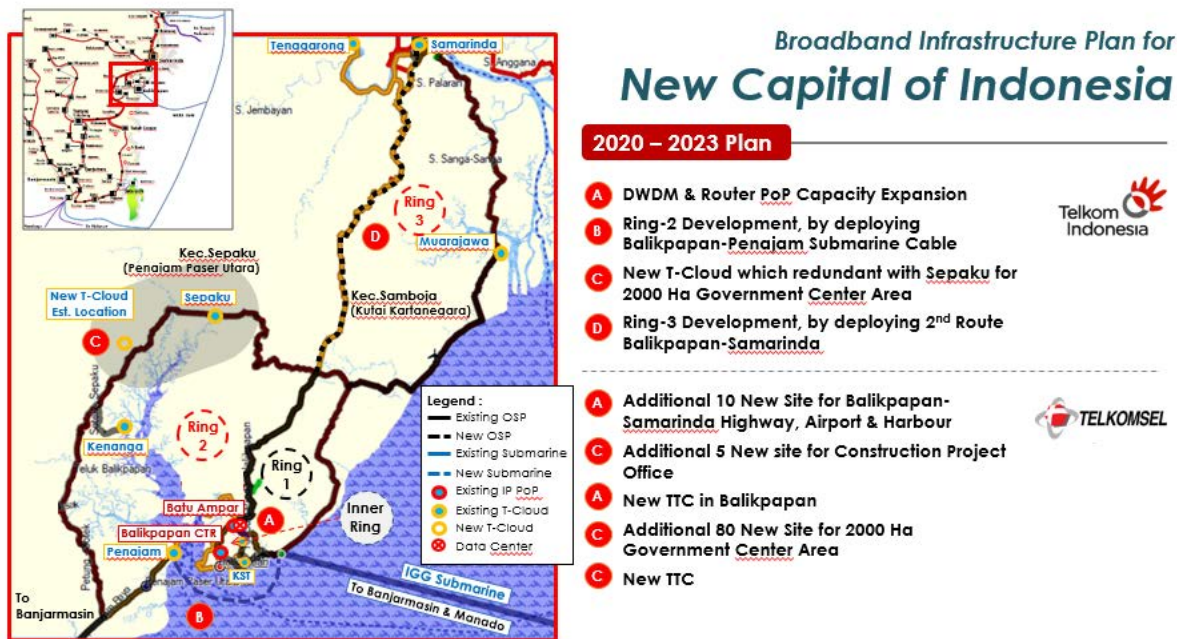 Broadband Infrastructure Plan for
New Capital of Indonesia
2020 – 2023 Plan
A
DWDM & Router PoP Capacity Expansion
B
Ring-2 Development, by deploying
Balikpapan-Penajam Submarine Cable
C
New T-Cloud which redundant with Sepaku for
2000 Ha Government Center Area
D
Ring-3 Development, by deploying 2nd Route
Balikpapan-Samarinda
Telkom
Indonesia
A
Additional 10 New Site for Balikpapan-
Samarinda Highway, Airport & Harbour
C
Additional 5 New site for Construction Project
Office
A
New TTC in Balikpapan
C
Additional 80 New Site for 2000 Ha
Government Center Area
C
New TTC
TELKOMSEL
Tenggarong
Samarinda
S. Anggana
S. Palaran
S. Jembayan
S. Sanga-Sanga
Ring
3
D
Muarajawa
Kec.Sepaku
(Penajam Paser Utara)
New T-Cloud
Est. Location
Sepaku
C
Kec.Samboja
(Kutai Kartanegara)
Kenanga
Teluk Balikpapan
Ring
2
Ring
1
Legend :
Existing OSP
New OSP
Existing Submarine
New Submarine
Existing IP PoP
Existing T-Cloud
New T-Cloud
Data Center
Batu Ampar
A
Inner
Ring
Balikpapan CTR
Penajam
KST
B
IGG Submarine
To Banjarmasin & Manado
To
Banjarmasin